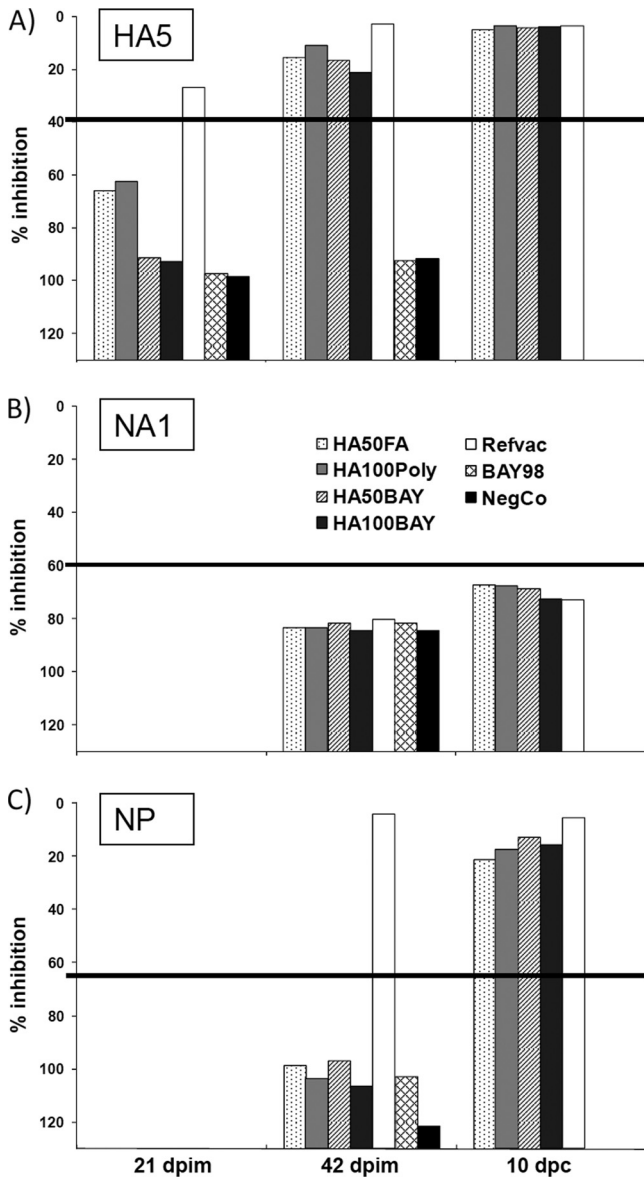 A)
HA5
% inhibition
0
20
40
60
80
100
120
B)
NA1
% inhibition
0
20
40
60
80
100
120
HA50FA
HA100Poly
HA50BAY
HA100BAY
Refvac
BAY98
NegCo
C)
NP
% inhibition
0
20
40
60
80
100
120
21 dpim 42 dpim 10 dpc